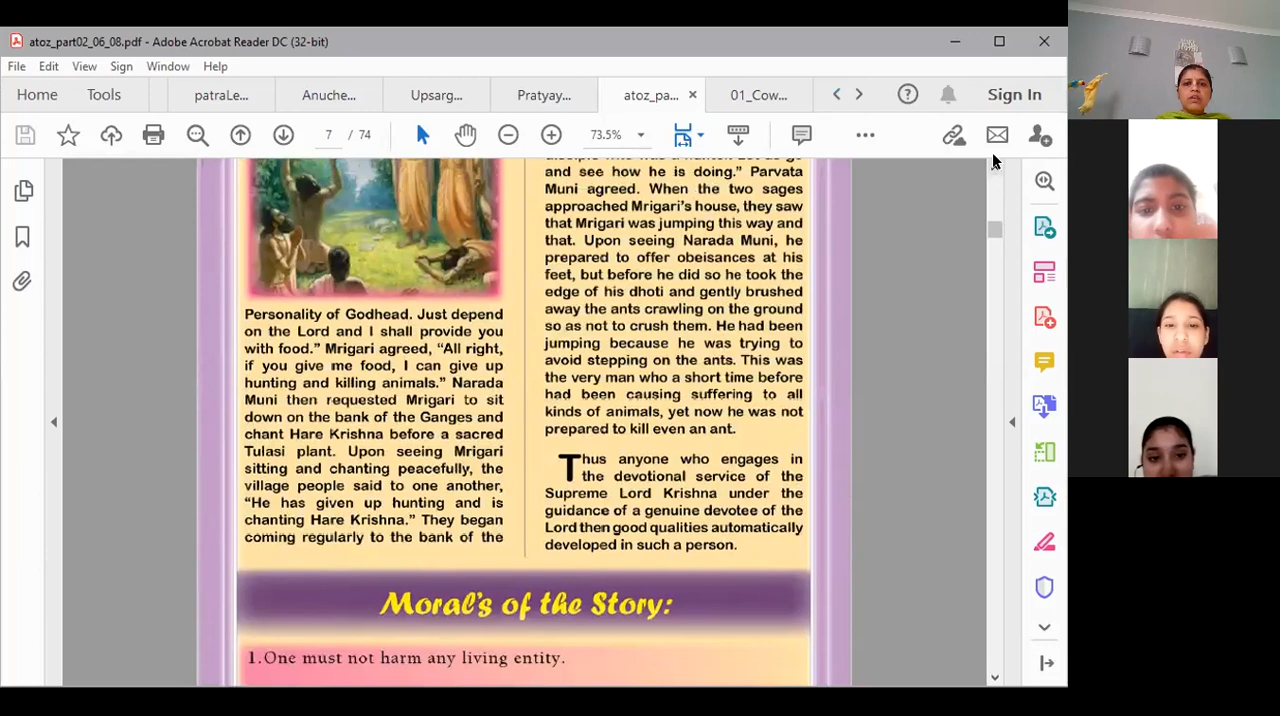 atoz_part02_06_08.pdf - Adobe Acrobat Reader DC (32-bit)
File Edit View Sign Window Help
Home Tools patraLe... Anuche... Upsarg... Pratyay... atoz_pa... 01_Cow... Sign In
7 / 74 73.5%
Personality of Godhead. Just depend
on the Lord and I shall provide you
with food.” Mrigari agreed, “All right,
if you give me food, I can give up
hunting and killing animals.” Narada
Muni then requested Mrigari to sit
down on the bank of the Ganges and
chant Hare Krishna before a sacred
Tulasi plant. Upon seeing Mrigari
sitting and chanting peacefully, the
village people said to one another,
“He has given up hunting and is
chanting Hare Krishna.” They began
coming regularly to the bank of the
and see how he is doing.” Parvata
Muni agreed. When the two sages
approached Mrigari’s house, they saw
that Mrigari was jumping this way and
that. Upon seeing Narada Muni, he
prepared to offer obeisances at his
feet, but before he did so he took the
edge of his dhoti and gently brushed
away the ants crawling on the ground
so as not to crush them. He had been
jumping because he was trying to
avoid stepping on the ants. This was
the very man who a short time before
had been causing suffering to all
kinds of animals, yet now he was not
prepared to kill even an ant.
Thus anyone who engages in
the devotional service of the
Supreme Lord Krishna under the
guidance of a genuine devotee of the
Lord then good qualities automatically
developed in such a person.
Moral’s of the Story:
1.One must not harm any living entity.